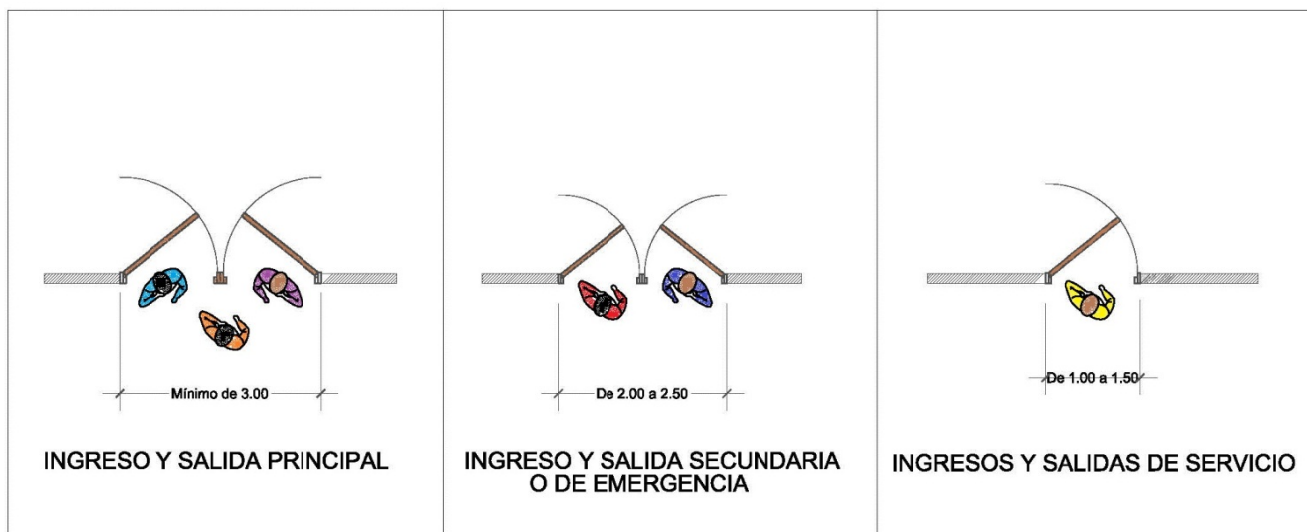 Mínimo de 3.00
INGRESO Y SALIDA PRINCIPAL
De 2.00 a 2.50
INGRESO Y SALIDA SECUNDARIA
O DE EMERGENCIA
De 1.00 a 1.50
INGRESOS Y SALIDAS DE SERVICIO